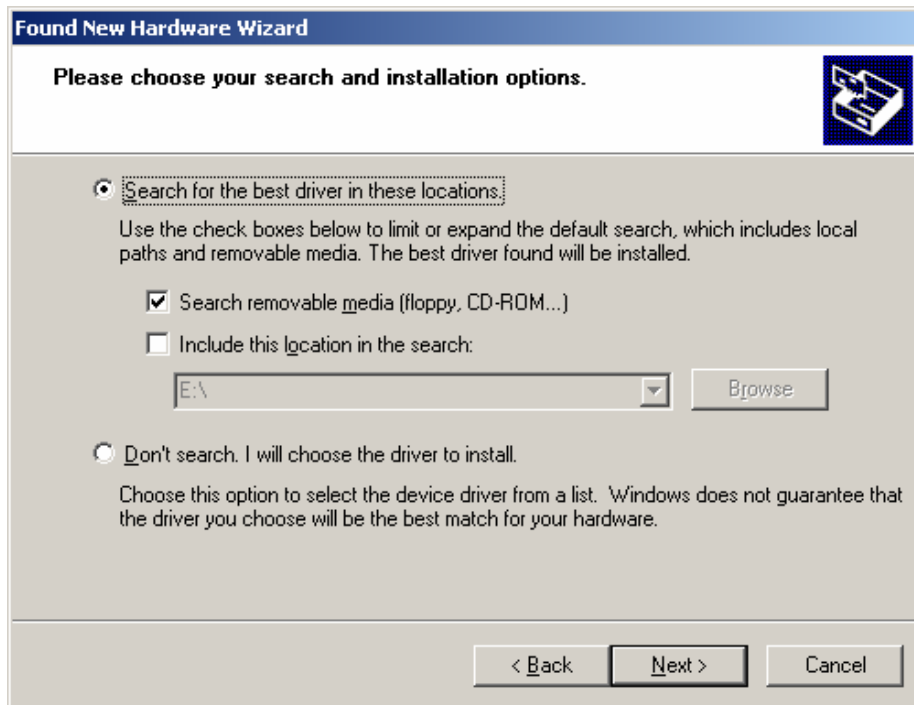 Found New Hardware Wizard
Please choose your search and installation options.
Search for the best driver in these locations.
Use the check boxes below to limit or expand the default search, which includes local
paths and removable media. The best driver found will be installed.
Search removable media (floppy, CD-ROM...)
Include this location in the search:
E:\
Browse
Don't search. I will choose the driver to install.
Choose this option to select the device driver from a list. Windows does not guarantee that
the driver you choose will be the best match for your hardware.
< Back
Next >
Cancel